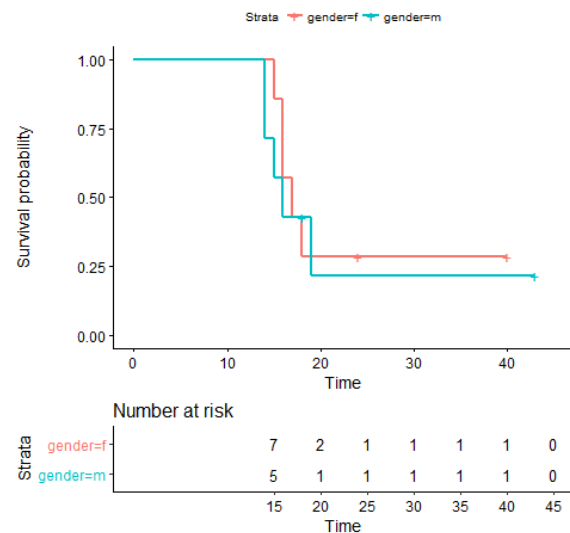 Strata gender=f gender=m
1.00
0.75
0.50
0.25
0.00
Survival probability
0 10 20 30 40
Time
Number at risk
Strata
gender=f 7 2 1 1 1 1 0
gender=m 5 1 1 1 1 1 0
15 20 25 30 35 40 45
Time